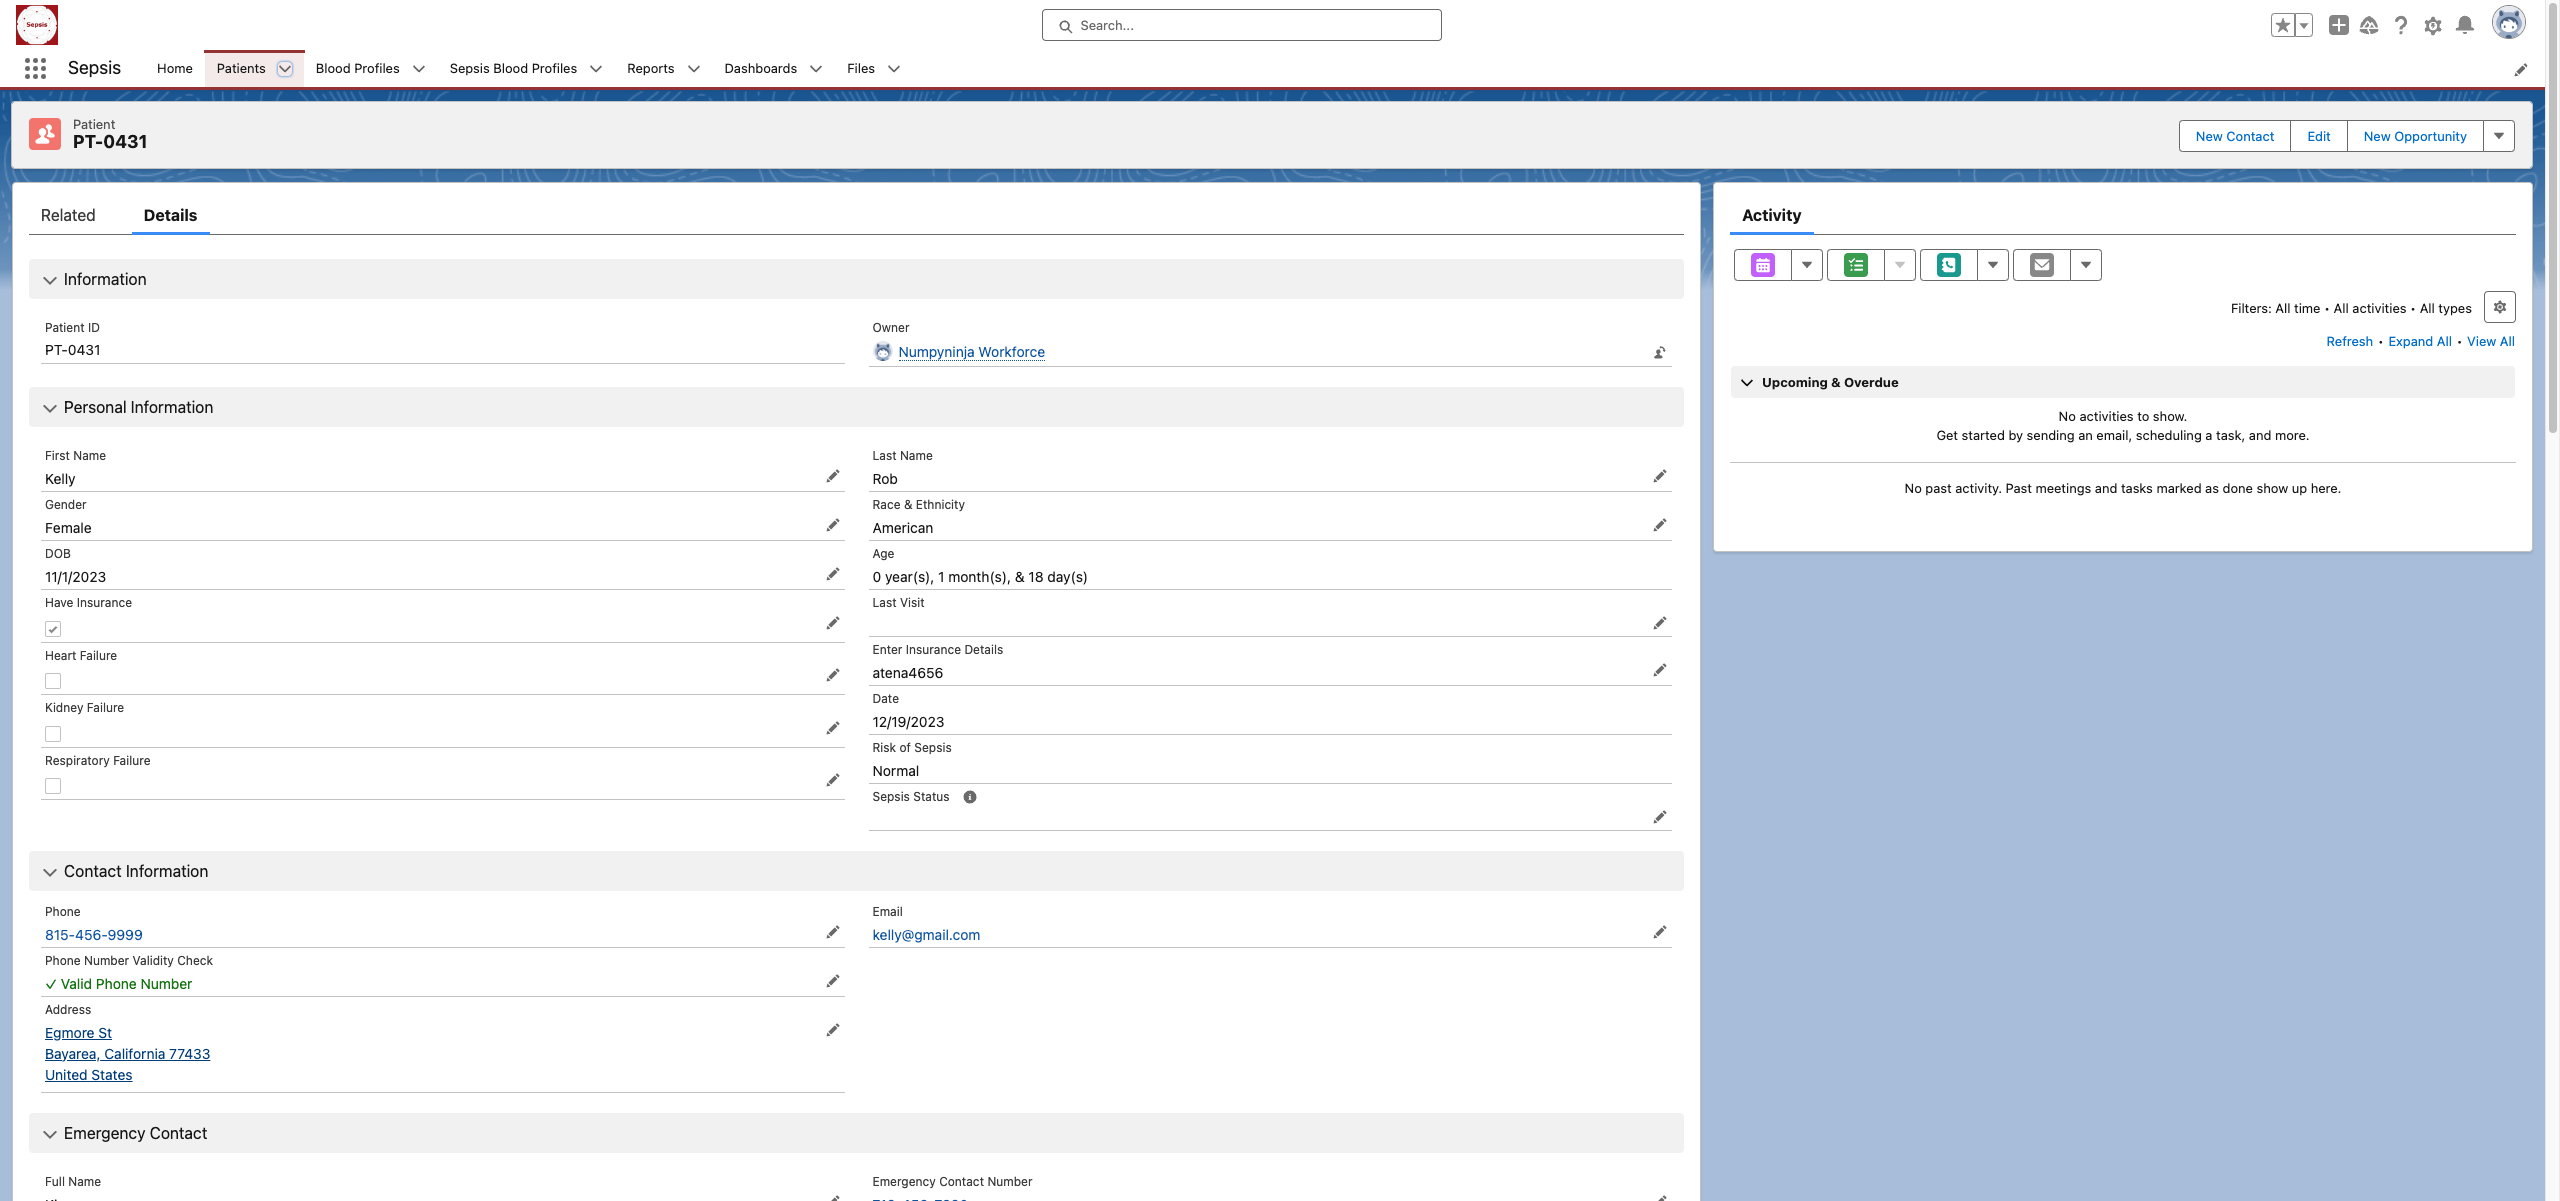 Sepsis
Search...
Sepsis
Home
Patients
Blood Profiles
Sepsis Blood Profiles
Reports
Dashboards
Files
Patient
PT-0431
New Contact
Edit
New Opportunity
Related
Details
Information
Patient ID
PT-0431
Owner
Numpyninja Workforce
Personal Information
First Name
Kelly
Last Name
Rob
Gender
Female
Race & Ethnicity
American
DOB
11/1/2023
Age
0 year(s), 1 month(s), & 18 day(s)
Have Insurance
Last Visit
Heart Failure
Enter Insurance Details
atena4656
Kidney Failure
Date
12/19/2023
Respiratory Failure
Risk of Sepsis
Normal
Sepsis Status
Contact Information
Phone
815-456-9999
Email
kelly@gmail.com
Phone Number Validity Check
✓ Valid Phone Number
Address
Egmore St
Bayarea, California 77433
United States
Emergency Contact
Full Name
Emergency Contact Number
Activity
Filters: All time • All activities • All types
Refresh • Expand All • View All
Upcoming & Overdue
No activities to show.
Get started by sending an email, scheduling a task, and more.
No past activity. Past meetings and tasks marked as done show up here.